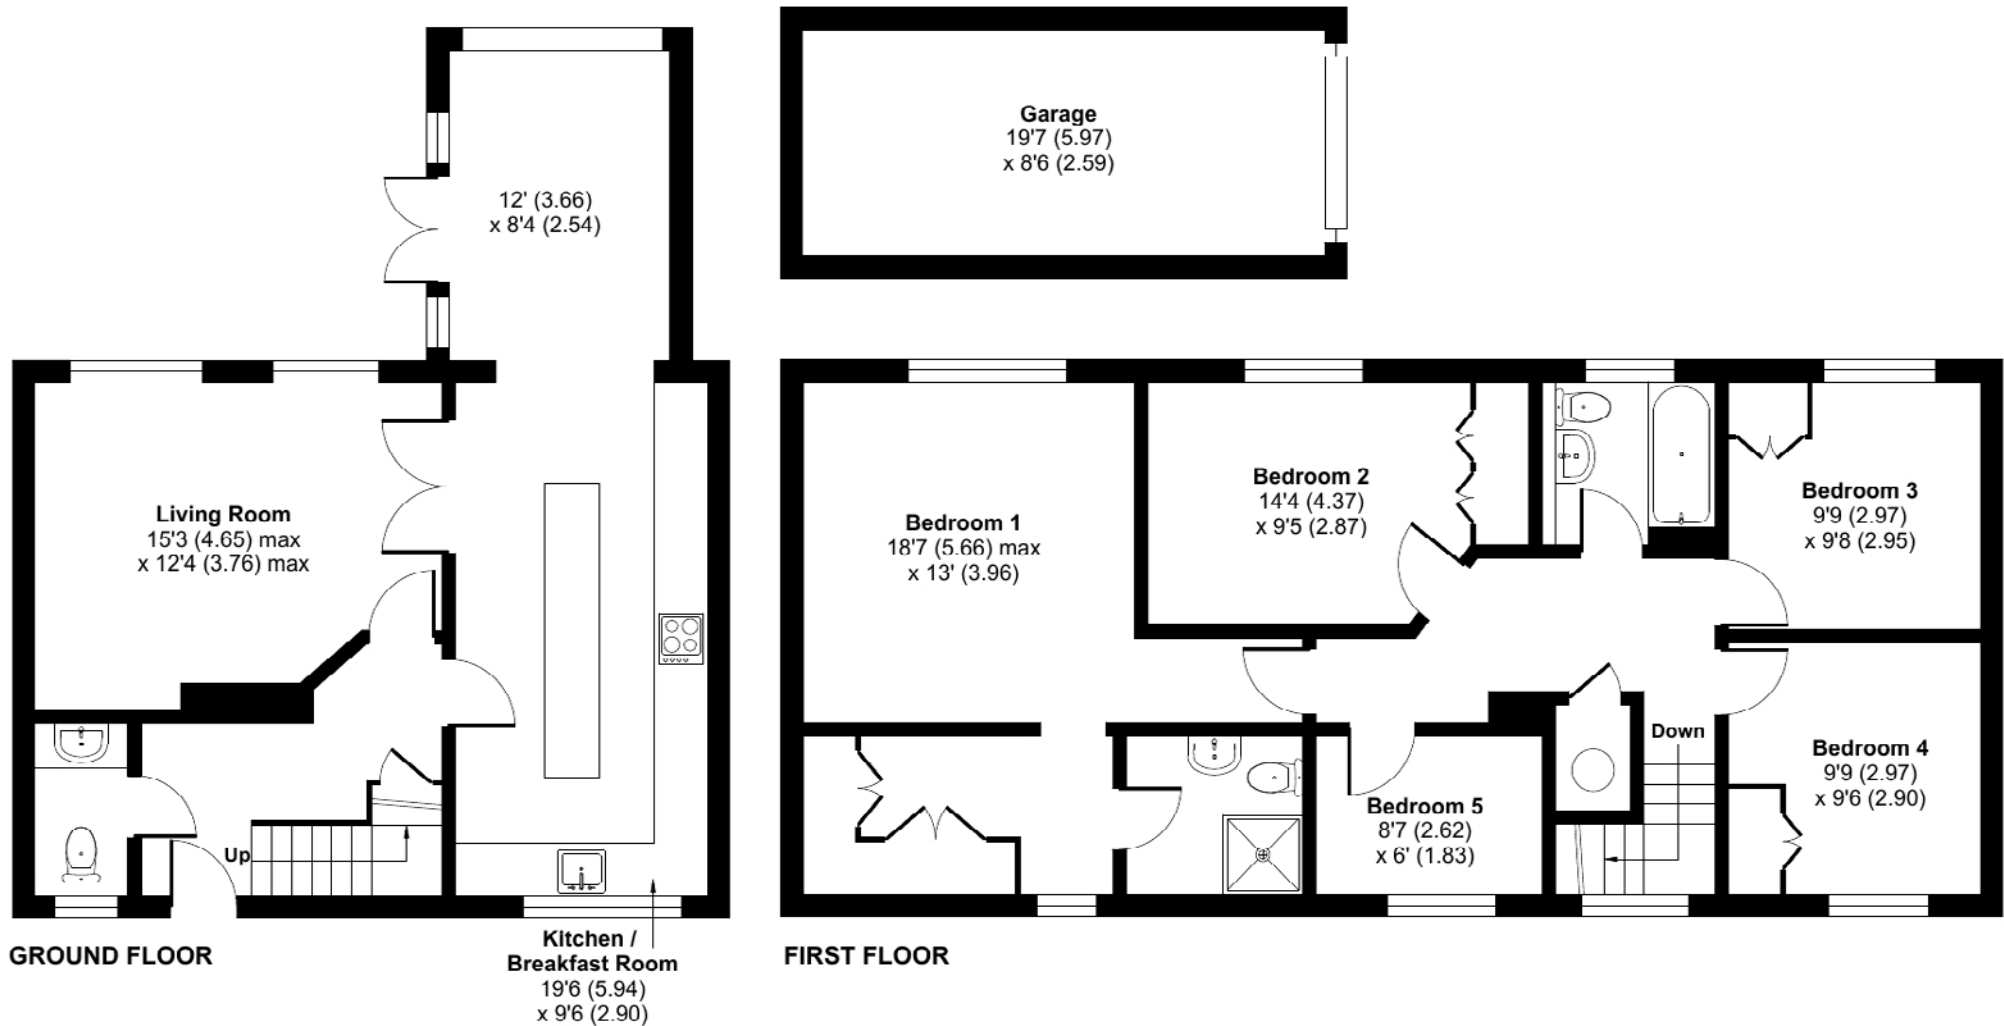 Garage
19'7 (5.97)
x 8'6 (2.59)
12' (3.66)
x 8'4 (2.54)
Living Room
15'3 (4.65) max
x 12'4 (3.76) max
Up
Kitchen /
Breakfast Room
19'6 (5.94)
x 9'6 (2.90)
GROUND FLOOR
Bedroom 1
18'7 (5.66) max
x 13' (3.96)
Bedroom 2
14'4 (4.37)
x 9'5 (2.87)
Bedroom 3
9'9 (2.97)
x 9'8 (2.95)
Down
Bedroom 4
9'9 (2.97)
x 9'6 (2.90)
Bedroom 5
8'7 (2.62)
x 6' (1.83)
FIRST FLOOR